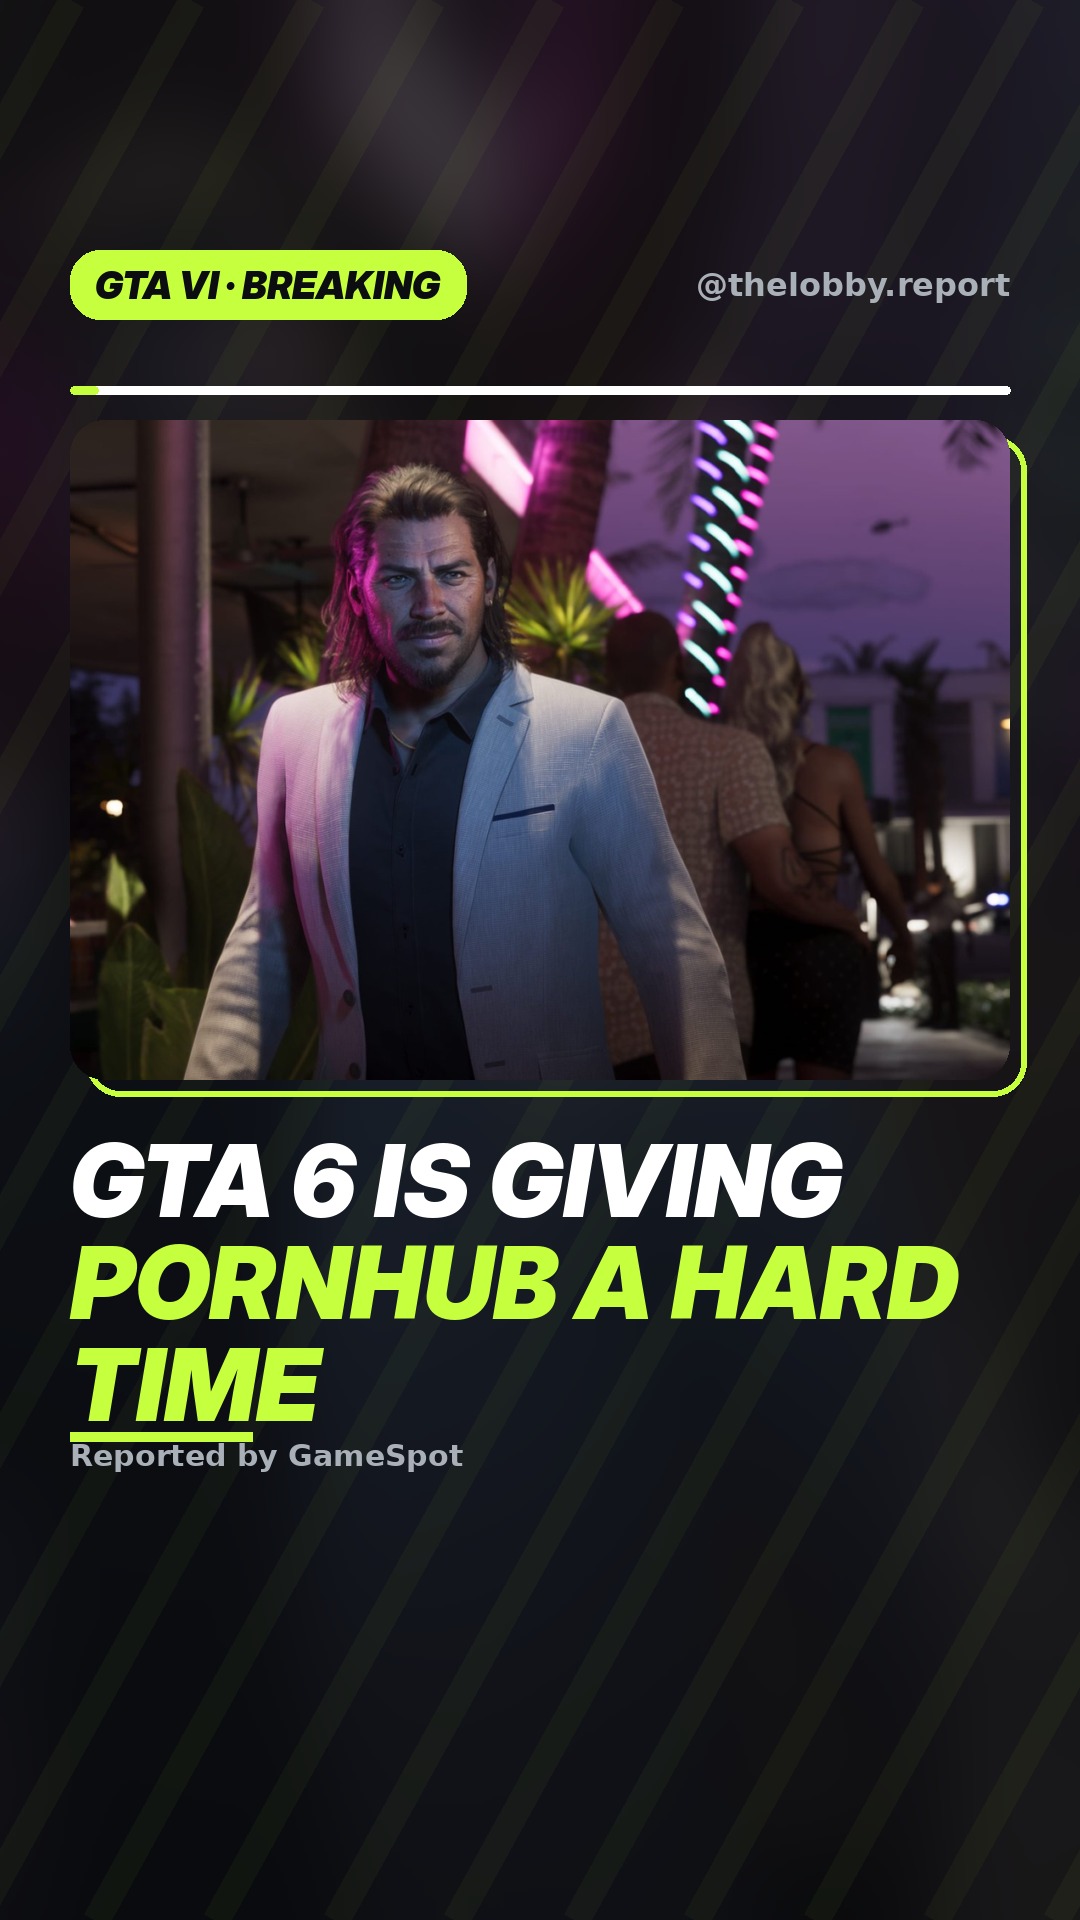 GTA VI · BREAKING
@thelobby.report
GTA 6 IS GIVING
PORNHUB A HARD
TIME
Reported by GameSpot